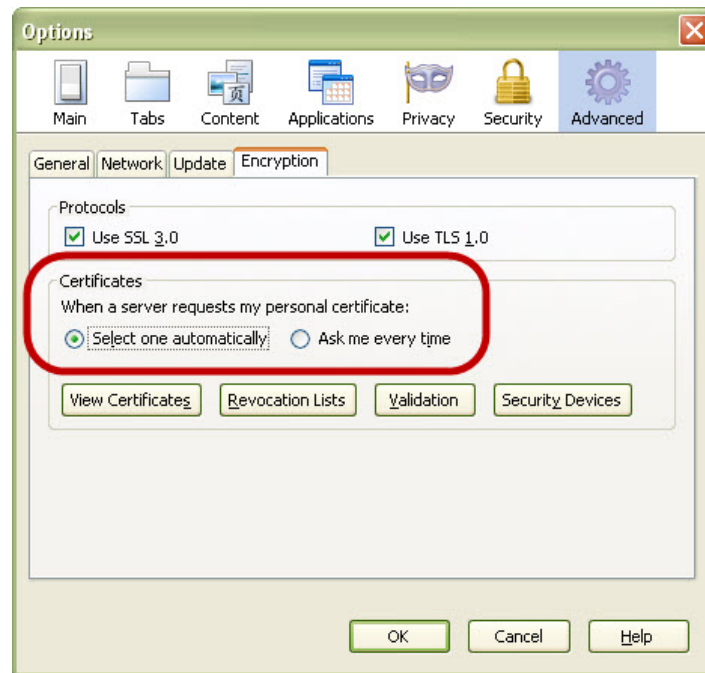 Options
Main Tabs Content Applications Privacy Security Advanced
General Network Update Encryption
Protocols
Use SSL 3.0 Use TLS 1.0
Certificates
When a server requests my personal certificate:
Select one automatically Ask me every time
View Certificates Revocation Lists Validation Security Devices
OK Cancel Help